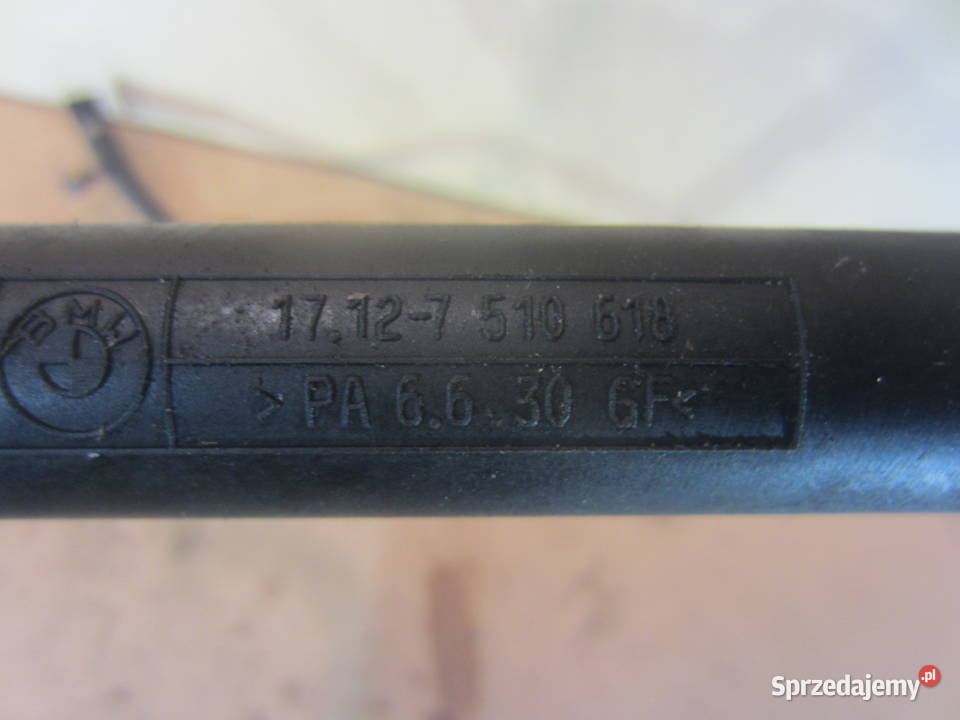 BMW
17.12-7 510 618
>PA 6.6.30 GF<
Sprzedajemy.pl